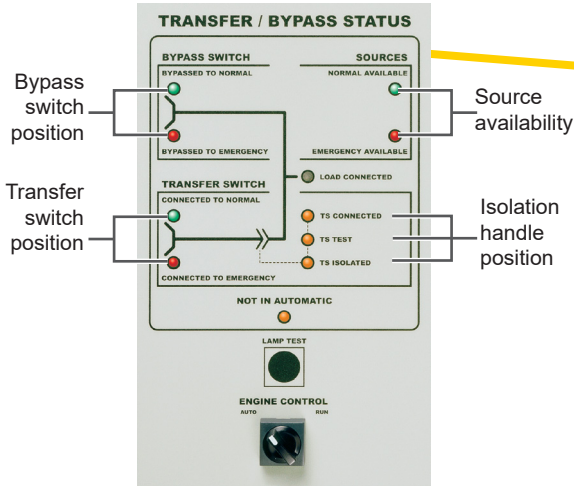 TRANSFER / BYPASS STATUS
BYPASS SWITCH
SOURCES
BYPASSED TO NORMAL
NORMAL AVAILABLE
Bypass
switch
position
Source
availability
BYPASSED TO EMERGENCY
EMERGENCY AVAILABLE
LOAD CONNECTED
TRANSFER SWITCH
CONNECTED TO NORMAL
Transfer
switch
position
TS CONNECTED
TS TEST
TS ISOLATED
Isolation
handle
position
CONNECTED TO EMERGENCY
NOT IN AUTOMATIC
LAMP TEST
ENGINE CONTROL
AUTO
RUN